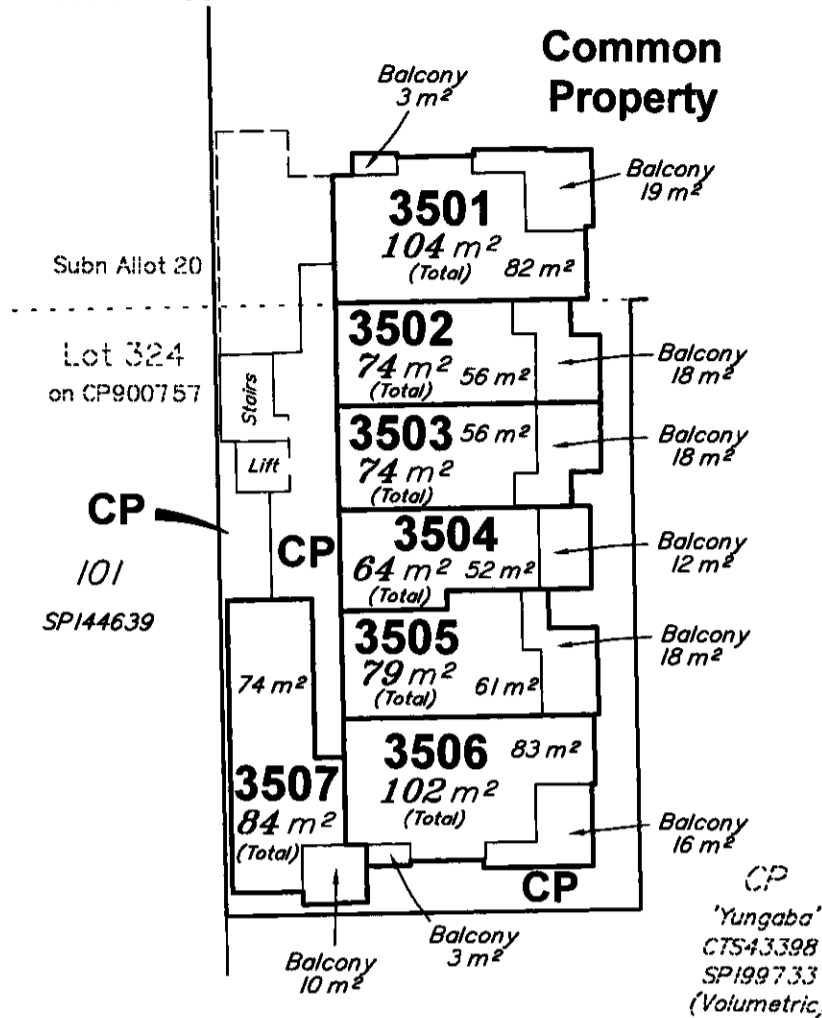 Common
Property
Balcony
3 m²
Balcony
19 m²
3501
104 m²
(Total)
82 m²
Subn Allot 20
Lot 324
on CP900757
3502
74 m²
(Total)
56 m²
Balcony
18 m²
Stairs
3503
56 m²
74 m²
(Total)
Balcony
18 m²
Lift
CP
CP
101
SP144639
3504
64 m²
(Total)
52 m²
Balcony
12 m²
3505
79 m²
(Total)
61 m²
Balcony
18 m²
74 m²
3506
83 m²
102 m²
(Total)
3507
84 m²
(Total)
Balcony
16 m²
CP
Balcony
3 m²
Balcony
10 m²
CP
'Yungaba'
CTS43398
SP199733
(Volumetric,